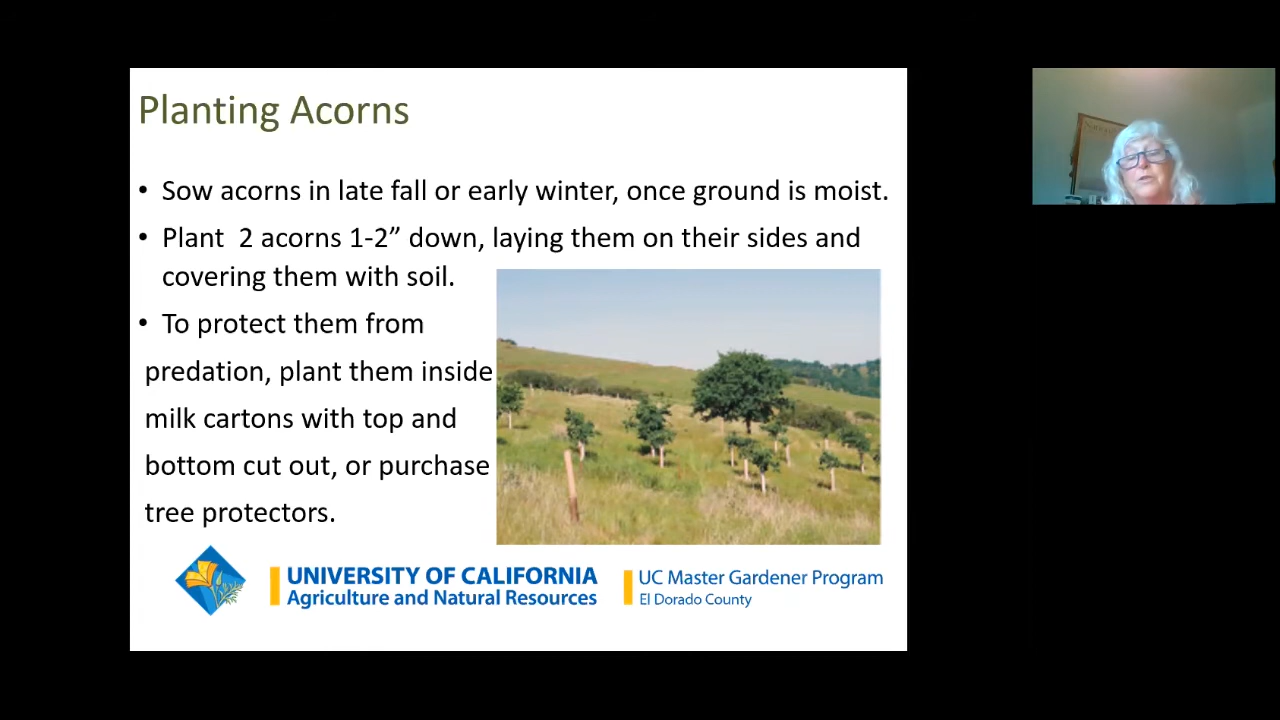 Planting Acorns
• Sow acorns in late fall or early winter, once ground is moist.
• Plant  2 acorns 1-2” down, laying them on their sides and
covering them with soil.
• To protect them from
predation, plant them inside
milk cartons with top and
bottom cut out, or purchase
tree protectors.
UNIVERSITY OF CALIFORNIA
Agriculture and Natural Resources
UC Master Gardener Program
El Dorado County